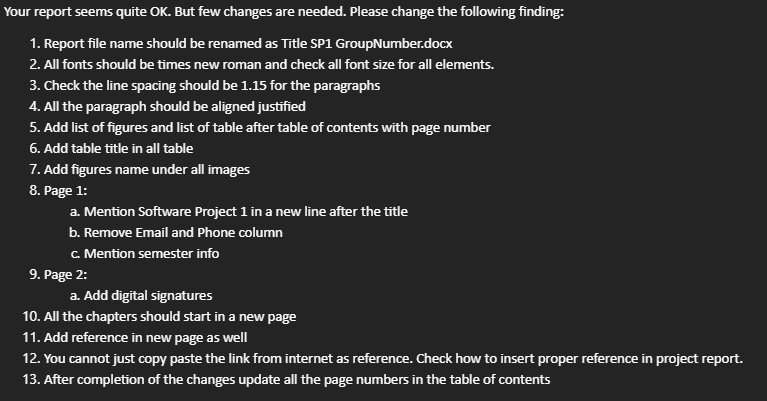 Your report seems quite OK. But few changes are needed. Please change the following finding:
1. Report file name should be renamed as Title SP1 GroupNumber.docx
2. All fonts should be times new roman and check all font size for all elements.
3. Check the line spacing should be 1.15 for the paragraphs
4. All the paragraph should be aligned justified
5. Add list of figures and list of table after table of contents with page number
6. Add table title in all table
7. Add figures name under all images
8. Page 1:
a. Mention Software Project 1 in a new line after the title
b. Remove Email and Phone column
c. Mention semester info
9. Page 2:
a. Add digital signatures
10. All the chapters should start in a new page
11. Add reference in new page as well
12. You cannot just copy paste the link from internet as reference. Check how to insert proper reference in project report.
13. After completion of the changes update all the page numbers in the table of contents